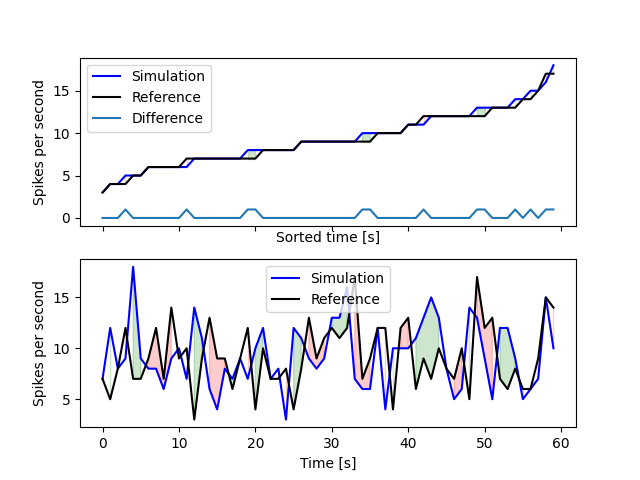 Spikes per second
15
10
5
0
Simulation
Reference
Difference
Sorted time [s]
Spikes per second
15
10
5
Simulation
Reference
0 10 20 30 40 50 60
Time [s]